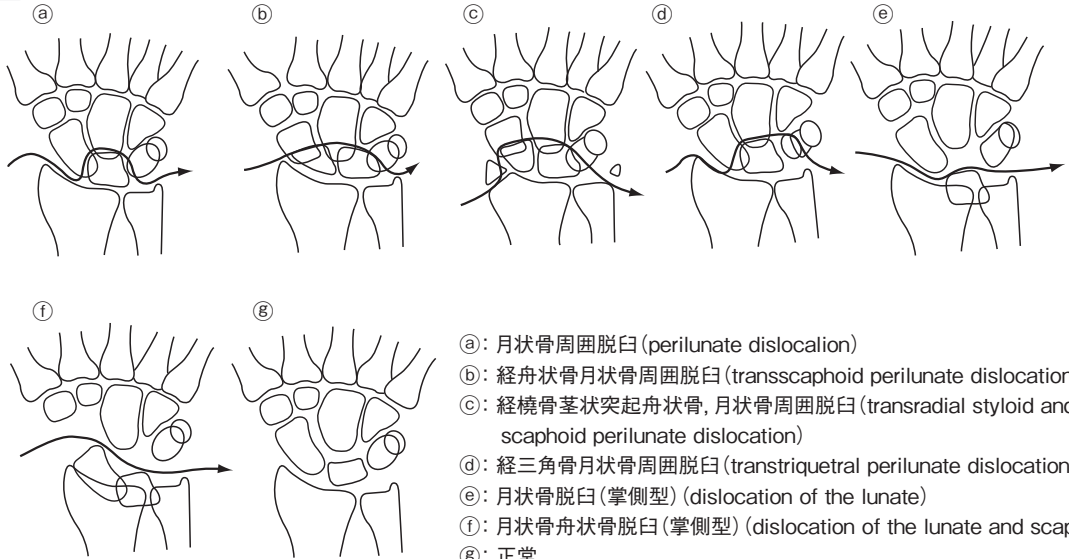 ⓐ
ⓑ
ⓒ
ⓓ
ⓔ
ⓕ
ⓖ
ⓐ：月状骨周囲脱臼（perilunate dislocalion）
ⓑ：経舟状骨月状骨周囲脱臼（transscaphoid perilunate dislocation
ⓒ：経橈骨茎状突起舟状骨，月状骨周囲脱臼（transradial styloid and
scaphoid perilunate dislocation）
ⓓ：経三角骨月状骨周囲脱臼（transtriquetral perilunate dislocation
ⓔ：月状骨脱臼（掌側型）（dislocation of the lunate）
ⓕ：月状骨舟状骨脱臼（掌側型）（dislocation of the lunate and scap
ⓖ：正常